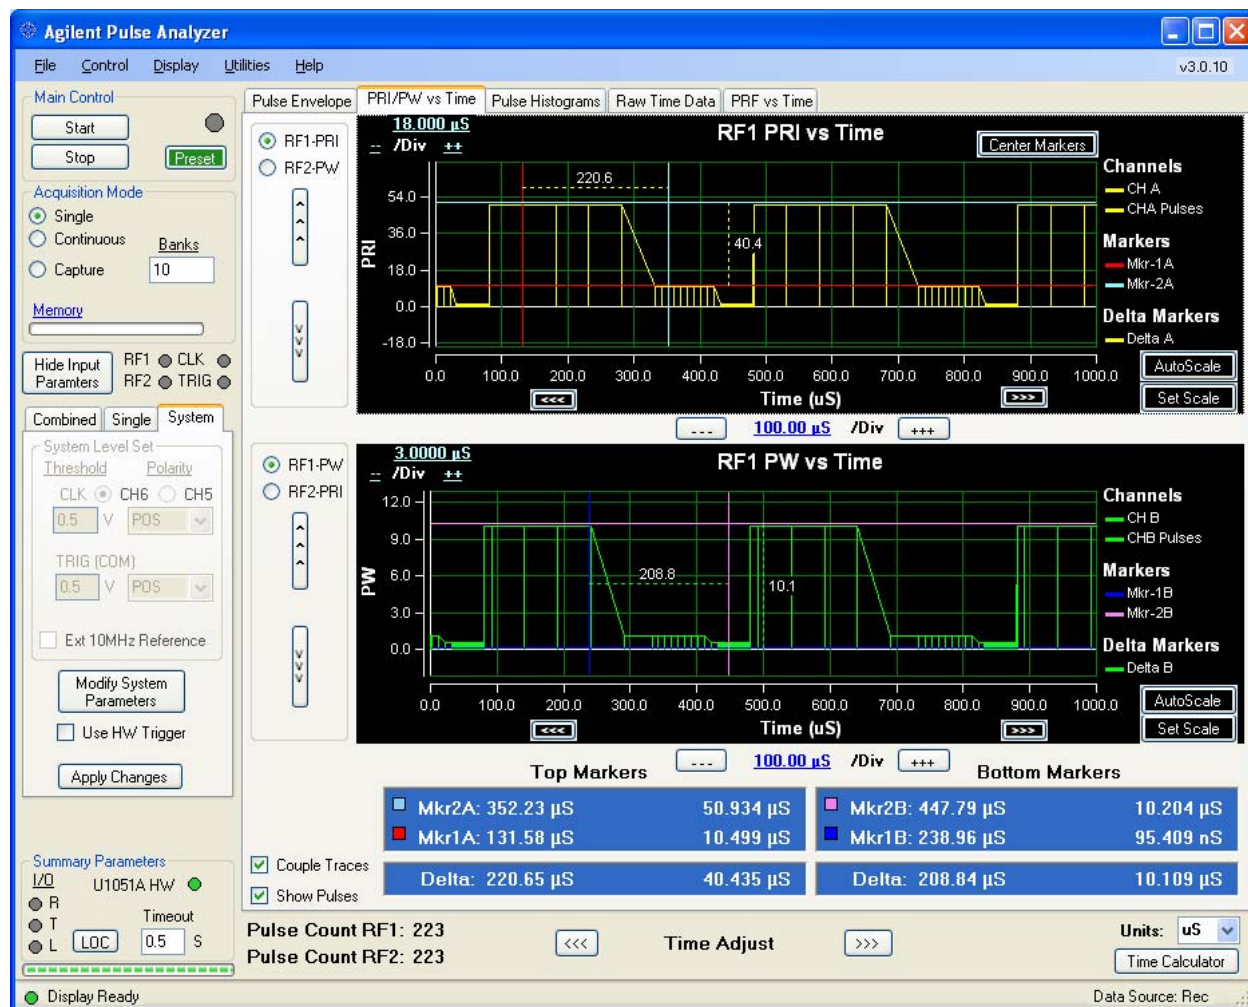 Agilent Pulse Analyzer
File Control Display Utilities Help
v3.0.10
Main Control
Start
Stop
Preset
Acquisition Mode
Single
Continuous
Banks
Capture
10
Memory
Hide Input Paramters
RF1 CLK
RF2 TRIG
Combined Single System
System Level Set
Threshold Polarity
CLK CH6 CH5
0.5 V POS
TRIG (COM)
0.5 V POS
Ext 10MHz Reference
Modify System Parameters
Use HW Trigger
Apply Changes
Summary Parameters
I/O U1051A HW
R
T
L
LOC
Timeout
0.5 S
Display Ready
Pulse Envelope PRI/PW vs Time Pulse Histograms Raw Time Data PRF vs Time
RF1-PRI
RF2-PW
^ ^ ^
v v v
18.000 µS
-- /Div ++
RF1 PRI vs Time
Center Markers
PRI
54.0
36.0
18.0
0.0
-18.0
220.6
40.4
0.0 100.0 200.0 300.0 400.0 500.0 600.0 700.0 800.0 900.0 1000.0
<<< Time (uS) >>>
Channels
CH A
CHA Pulses
Markers
Mkr-1A
Mkr-2A
Delta Markers
Delta A
AutoScale
Set Scale
--- 100.00 µS /Div +++
RF1-PW
RF2-PRI
^ ^ ^
v v v
3.0000 µS
-- /Div ++
RF1 PW vs Time
PW
12.0
9.0
6.0
3.0
0.0
208.8
10.1
0.0 100.0 200.0 300.0 400.0 500.0 600.0 700.0 800.0 900.0 1000.0
<<< Time (uS) >>>
Channels
CH B
CHB Pulses
Markers
Mkr-1B
Mkr-2B
Delta Markers
Delta B
AutoScale
Set Scale
--- 100.00 µS /Div +++
Top Markers
Mkr2A: 352.23 µS 50.934 µS
Mkr1A: 131.58 µS 10.499 µS
Delta: 220.65 µS 40.435 µS
Bottom Markers
Mkr2B: 447.79 µS 10.204 µS
Mkr1B: 238.96 µS 95.409 nS
Delta: 208.84 µS 10.109 µS
Couple Traces
Show Pulses
Pulse Count RF1: 223
Pulse Count RF2: 223
<<< Time Adjust >>>
Units: uS
Time Calculator
Data Source: Rec